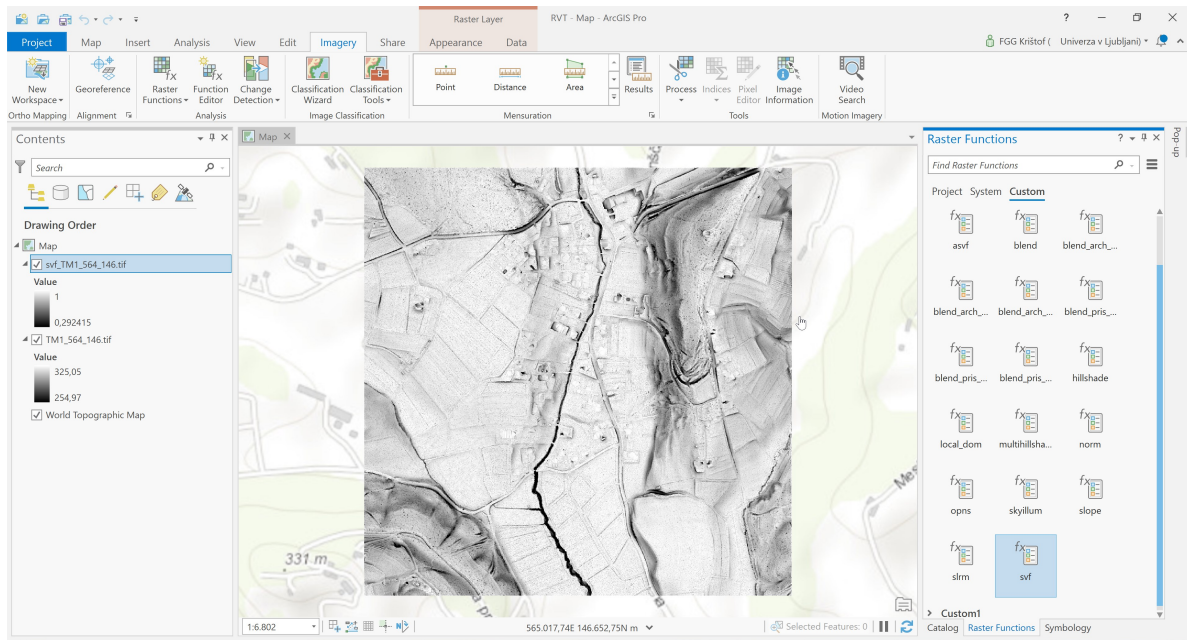 Raster Layer
RVT - Map - ArcGIS Pro
?
Project Map Insert Analysis View Edit Imagery Share Appearance Data
FGG Krištof ( Univerza v Ljubljani)
New Workspace
Georeference
Raster Functions
Function Editor
Change Detection
Classification Wizard
Classification Tools
Point
Distance
Area
Results
Process
Indices
Pixel Editor
Image Information
Video Search
Ortho Mapping
Alignment
Analysis
Image Classification
Mensuration
Tools
Motion Imagery
Contents
Search
Drawing Order
Map
svf_TM1_564_146.tif
Value
1
0,292415
TM1_564_146.tif
Value
325,05
254,97
World Topographic Map
Map
331 m
1:6.802
565.017,74E 146.652,75N m
Selected Features: 0
Raster Functions
?
Find Raster Functions
Project System Custom
asvf blend blend_arch_...
blend_arch_... blend_arch_... blend_pris_...
blend_pris_... blend_pris_... hillshade
local_dom multihillsha... norm
opns skyillum slope
slrm svf
Custom1
Catalog Raster Functions Symbology
Pop-up